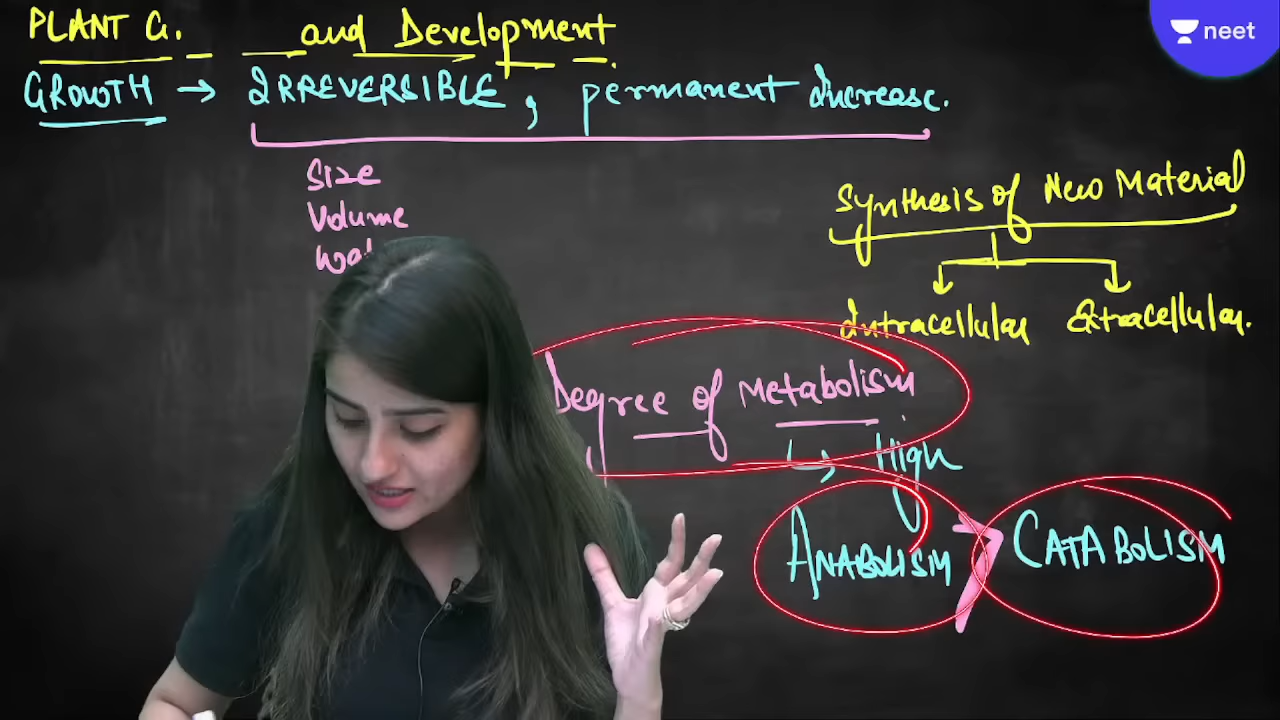 PLANT G. and Development
GROWTH → IRREVERSIBLE, permanent Increase.
Size
Volume
Synthesis of New Material
Intracellular Extracellular.
Degree of Metabolism
↳ High
ANABOLISM > CATABOLISM
neet